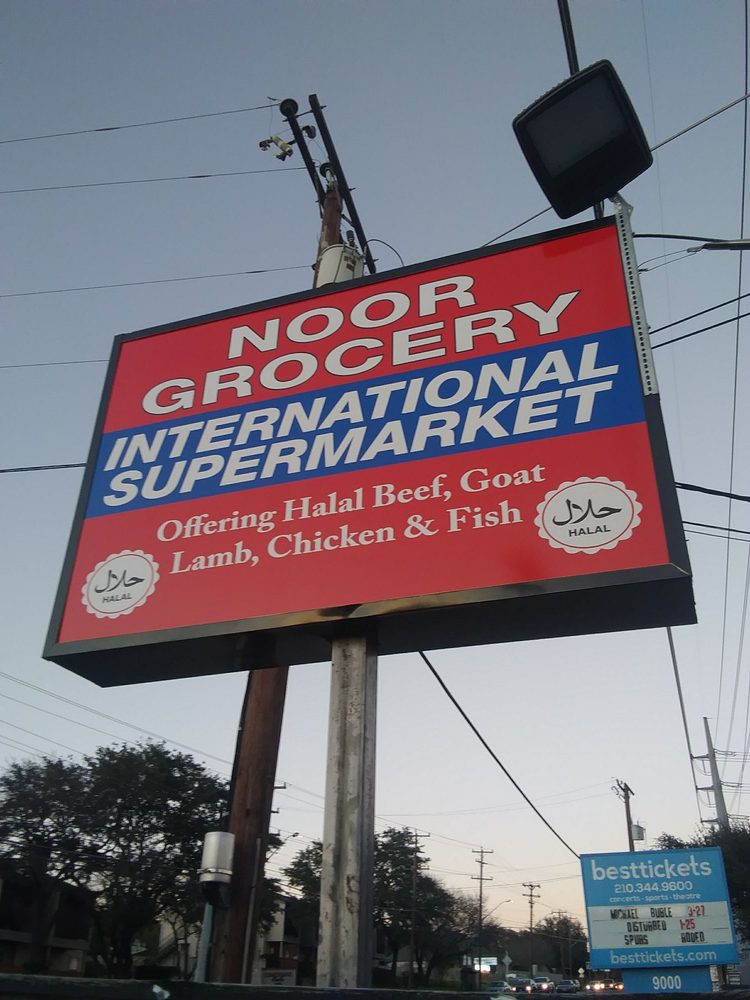 NOOR
GROCERY
INTERNATIONAL
SUPERMARKET
Offering Halal Beef, Goat
Lamb, Chicken & Fish
حلال
HALAL
حلال
HALAL
besttickets
210.344.9600
concerts - sports - theatre
MICHAEL BUBLE 3-27
DISTURBED 1-25
SPURS RODEO
besttickets.com
9000